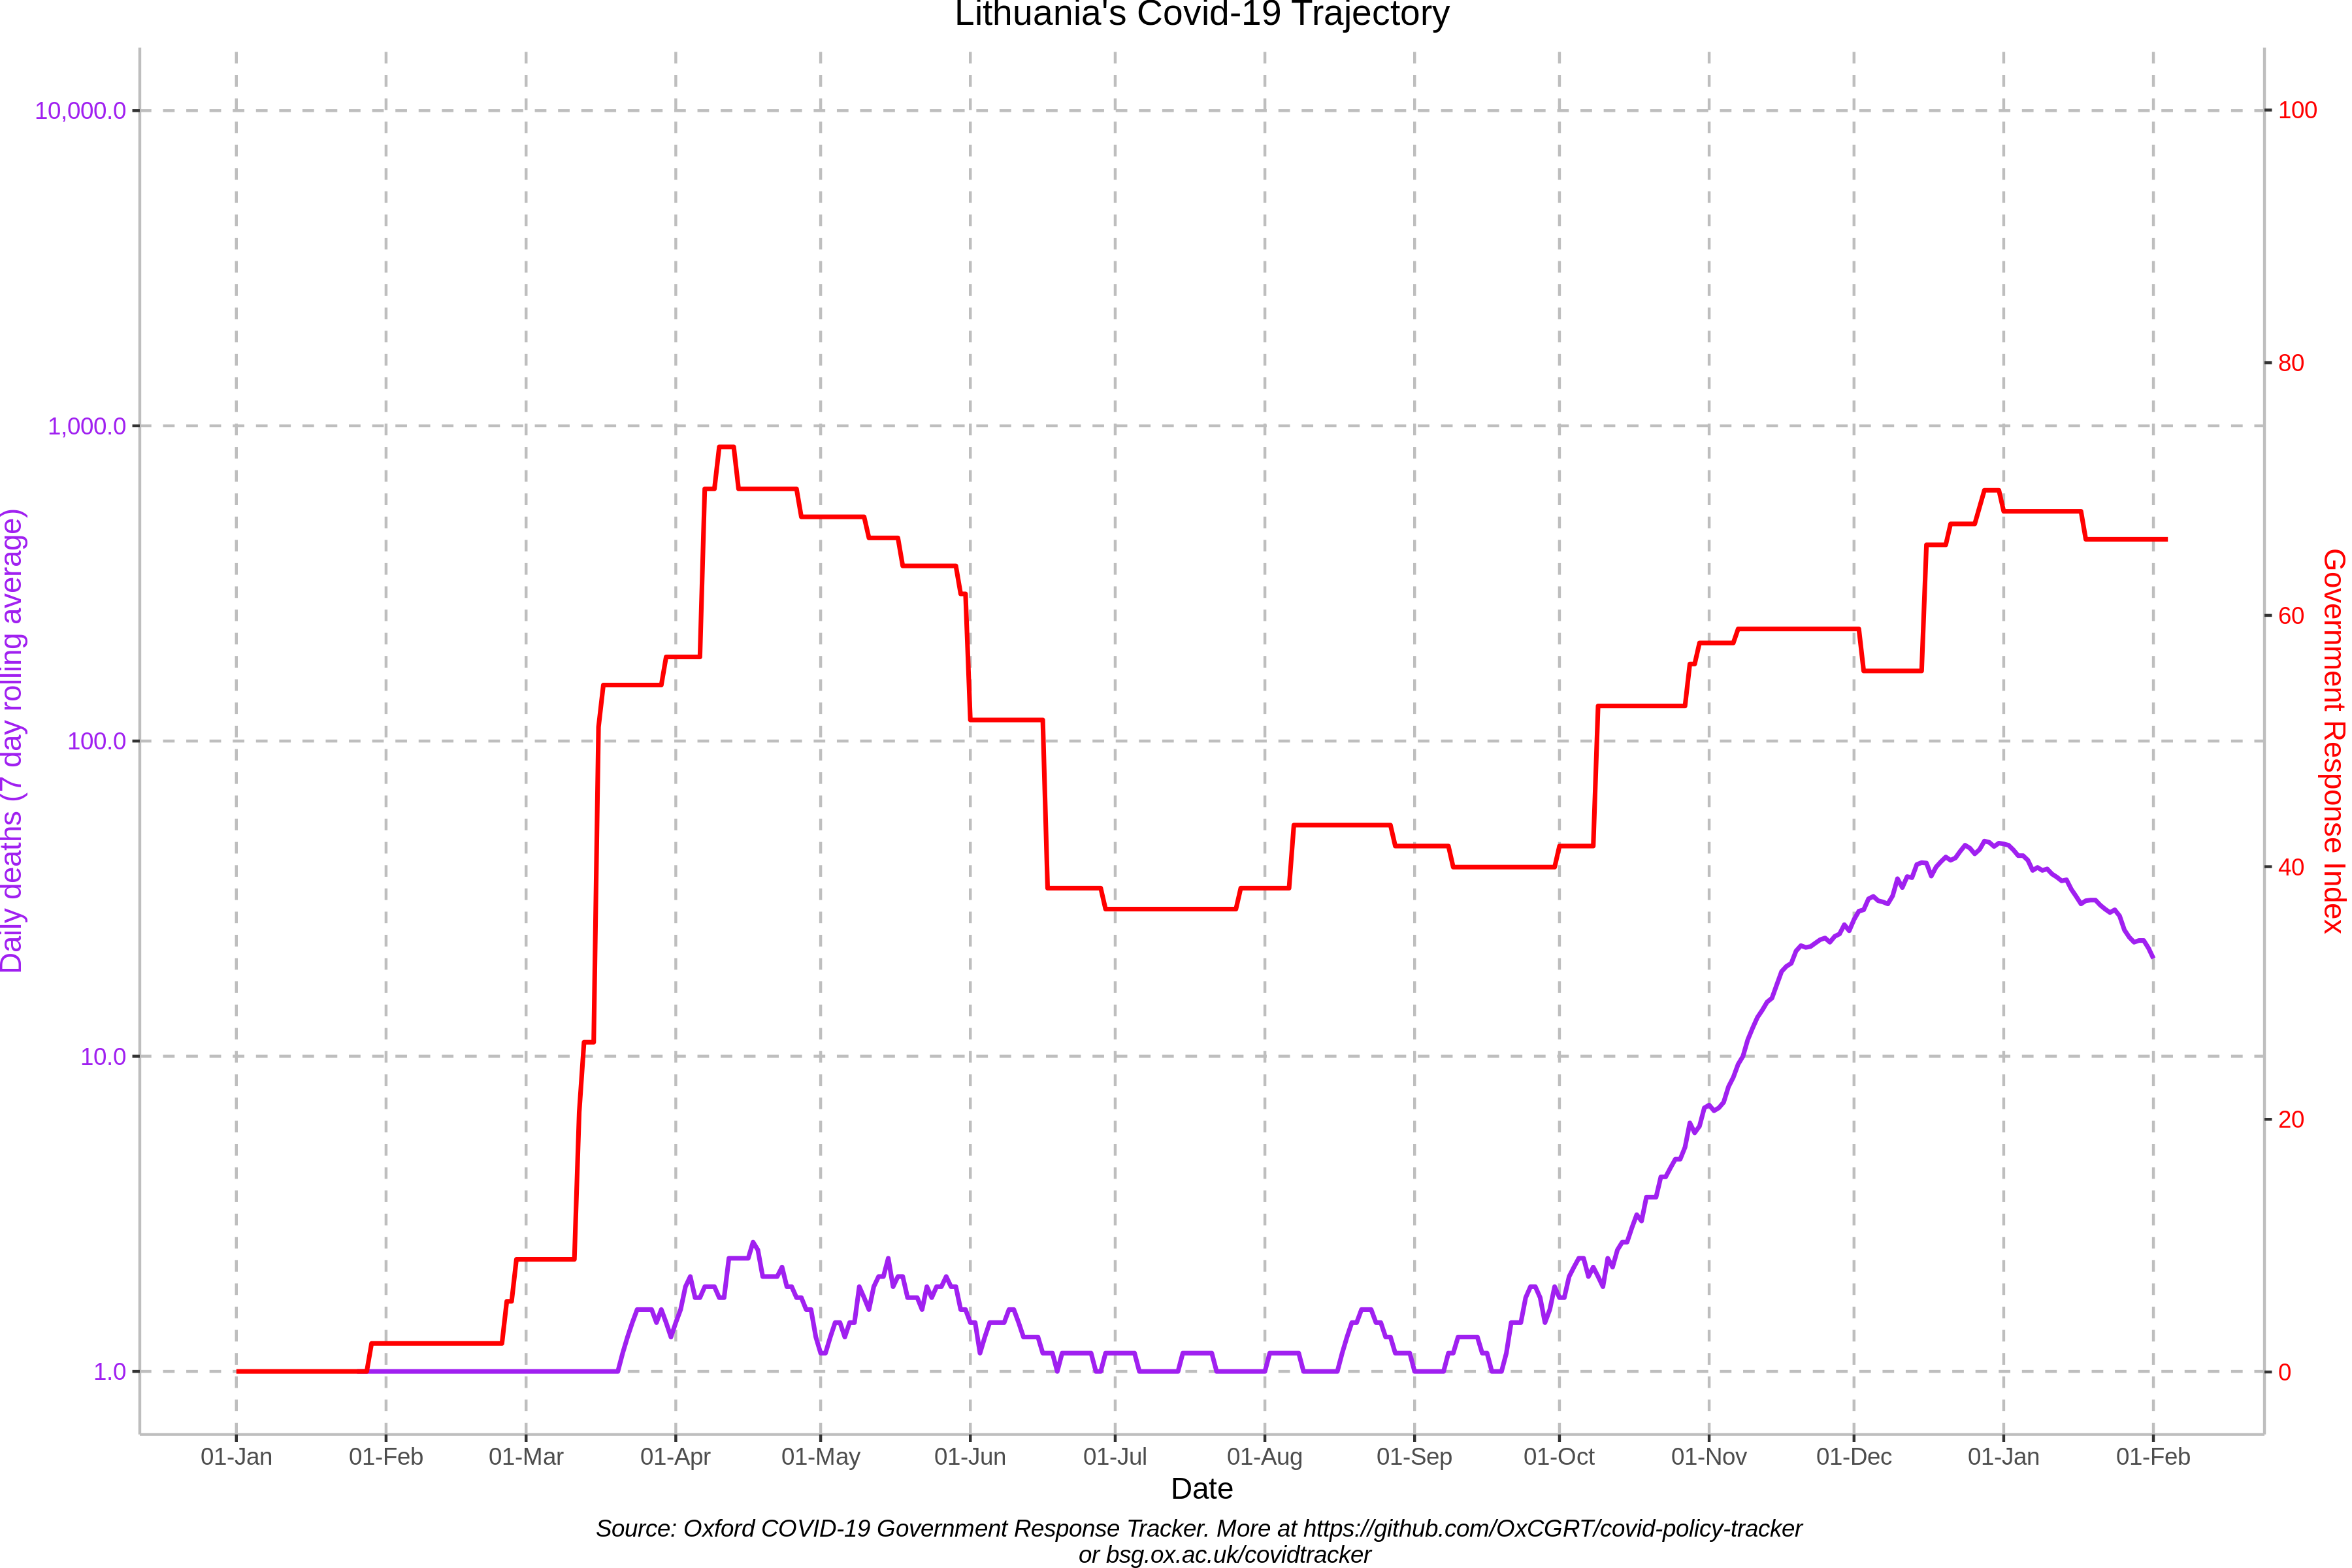 Lithuania's Covid-19 Trajectory
10,000.0
1,000.0
100.0
10.0
1.0
Daily deaths (7 day rolling average)
100
80
60
40
20
0
Government Response Index
01-Jan 01-Feb 01-Mar 01-Apr 01-May 01-Jun 01-Jul 01-Aug 01-Sep 01-Oct 01-Nov 01-Dec 01-Jan 01-Feb
Date
Source: Oxford COVID-19 Government Response Tracker. More at https://github.com/OxCGRT/covid-policy-tracker
or bsg.ox.ac.uk/covidtracker